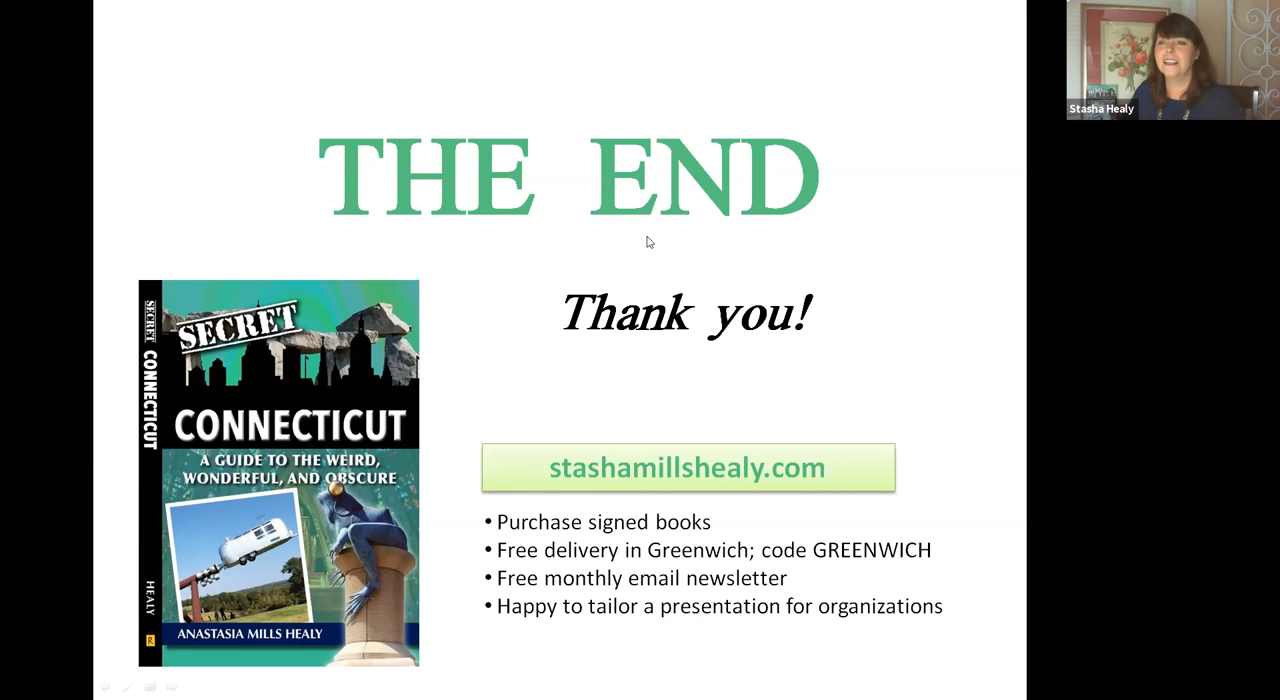 THE END
Thank you!
SECRET CONNECTICUT
HEALY
SECRET
CONNECTICUT
A GUIDE TO THE WEIRD,
WONDERFUL, AND OBSCURE
ANASTASIA MILLS HEALY
stashamillshealy.com
• Purchase signed books
• Free delivery in Greenwich; code GREENWICH
• Free monthly email newsletter
• Happy to tailor a presentation for organizations
Stasha Healy